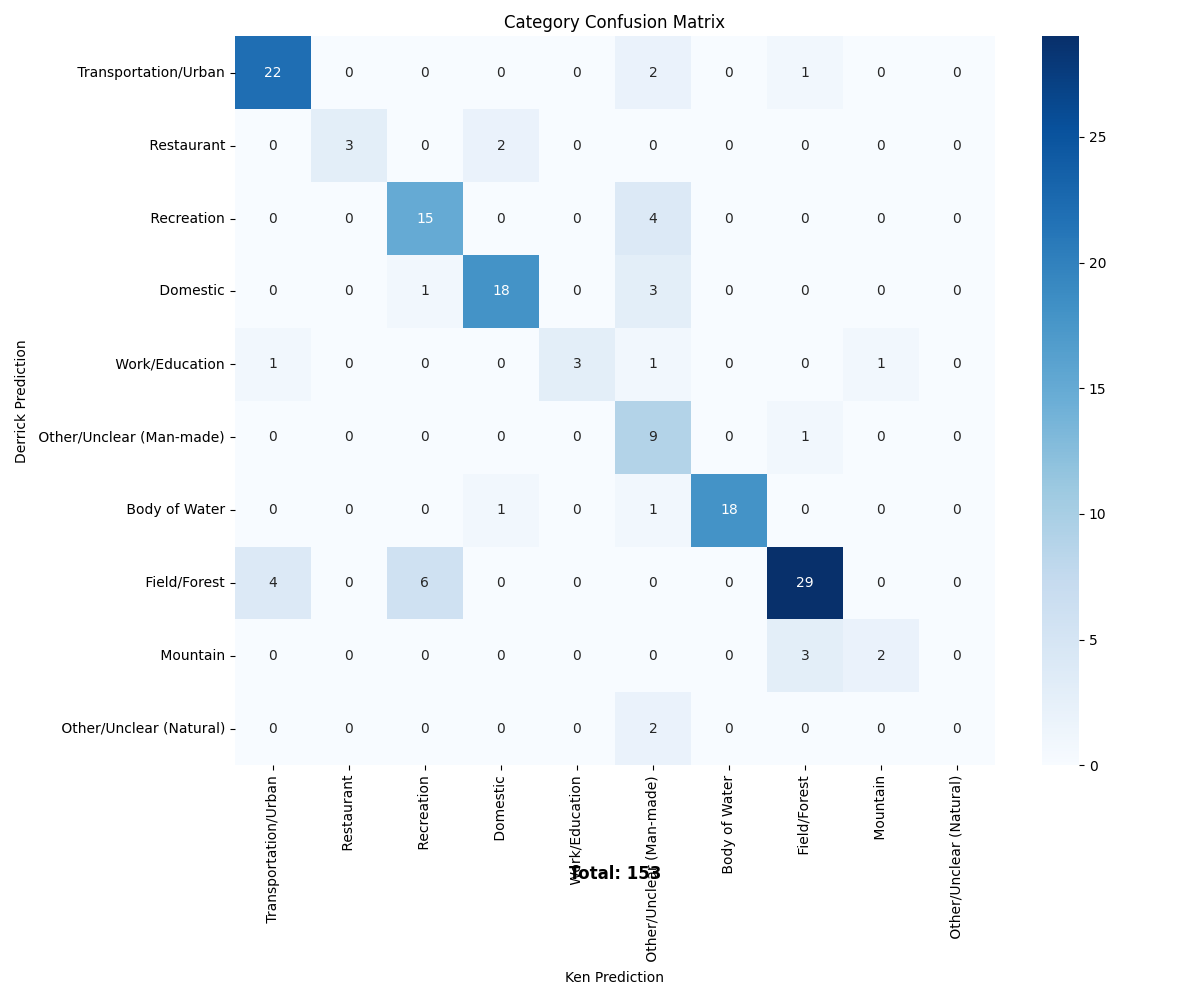 Category Confusion Matrix
Transportation/Urban 22 0 0 0 0 2 0 1 0 0
Restaurant 0 3 0 2 0 0 0 0 0 0
Recreation 0 0 15 0 0 4 0 0 0 0
Domestic 0 0 1 18 0 3 0 0 0 0
Work/Education 1 0 0 0 3 1 0 0 1 0
Other/Unclear (Man-made) 0 0 0 0 0 9 0 1 0 0
Body of Water 0 0 0 1 0 1 18 0 0 0
Field/Forest 4 0 6 0 0 0 0 29 0 0
Mountain 0 0 0 0 0 0 0 3 2 0
Other/Unclear (Natural) 0 0 0 0 0 2 0 0 0 0
Derrick Prediction
Transportation/Urban
Restaurant
Recreation
Domestic
Work/Education
Other/Unclear (Man-made)
Body of Water
Field/Forest
Mountain
Other/Unclear (Natural)
Total: 153
Ken Prediction
25
20
15
10
5
0